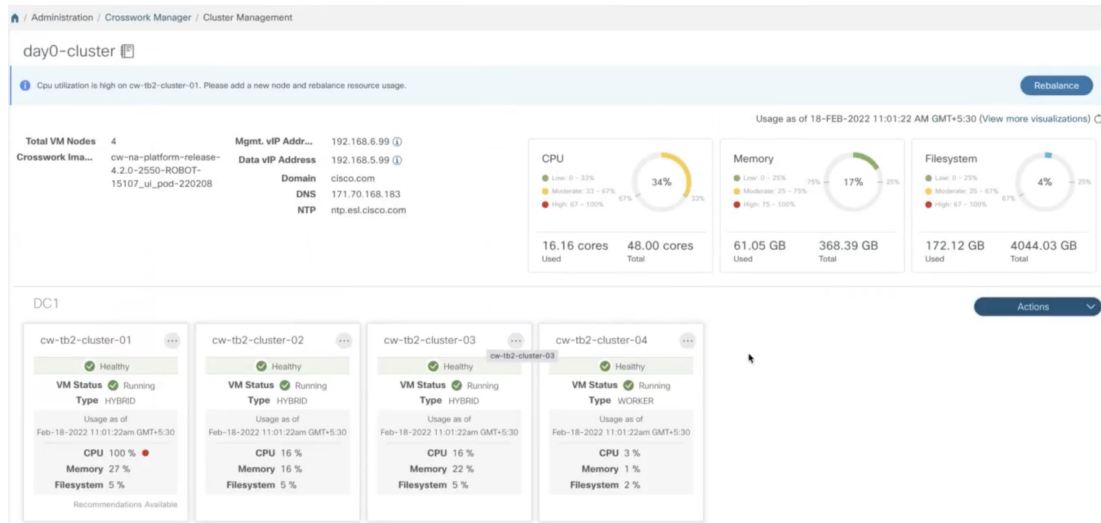 / Administration / Crosswork Manager / Cluster Management
day0-cluster
Cpu utilization is high on cw-tb2-cluster-01. Please add a new node and rebalance resource usage.
Rebalance
Usage as of 18-FEB-2022 11:01:22 AM GMT+5:30 (View more visualizations)
Total VM Nodes 4
Crosswork Ima... cw-na-platform-release-
4.2.0-2550-ROBOT-
15107_ui_pod-220208
Mgmt. vIP Addr... 192.168.6.99
Data vIP Address 192.168.5.99
Domain cisco.com
DNS 171.70.168.183
NTP ntp.esl.cisco.com
CPU
Low: 0 - 33%
Moderate: 33 - 67%
High: 67 - 100%
34%
67%
33%
16.16 cores 48.00 cores
Used Total
Memory
Low: 0 - 25%
Moderate: 25 - 75%
High: 75 - 100%
75%
17%
25%
61.05 GB 368.39 GB
Used Total
Filesystem
Low: 0 - 25%
Moderate: 25 - 67%
High: 67 - 100%
67%
4%
25%
172.12 GB 4044.03 GB
Used Total
DC1
Actions
cw-tb2-cluster-01
Healthy
VM Status Running
Type HYBRID
Usage as of
Feb-18-2022 11:01:22am GMT+5:30
CPU 100 %
Memory 27 %
Filesystem 5 %
Recommendations Available
cw-tb2-cluster-02
Healthy
VM Status Running
Type HYBRID
Usage as of
Feb-18-2022 11:01:22am GMT+5:30
CPU 16 %
Memory 16 %
Filesystem 5 %
cw-tb2-cluster-03
cw-tb2-cluster-03
Healthy
VM Status Running
Type HYBRID
Usage as of
Feb-18-2022 11:01:22am GMT+5:30
CPU 16 %
Memory 22 %
Filesystem 5 %
cw-tb2-cluster-04
Healthy
VM Status Running
Type WORKER
Usage as of
Feb-18-2022 11:01:22am GMT+5:30
CPU 3 %
Memory 1 %
Filesystem 2 %